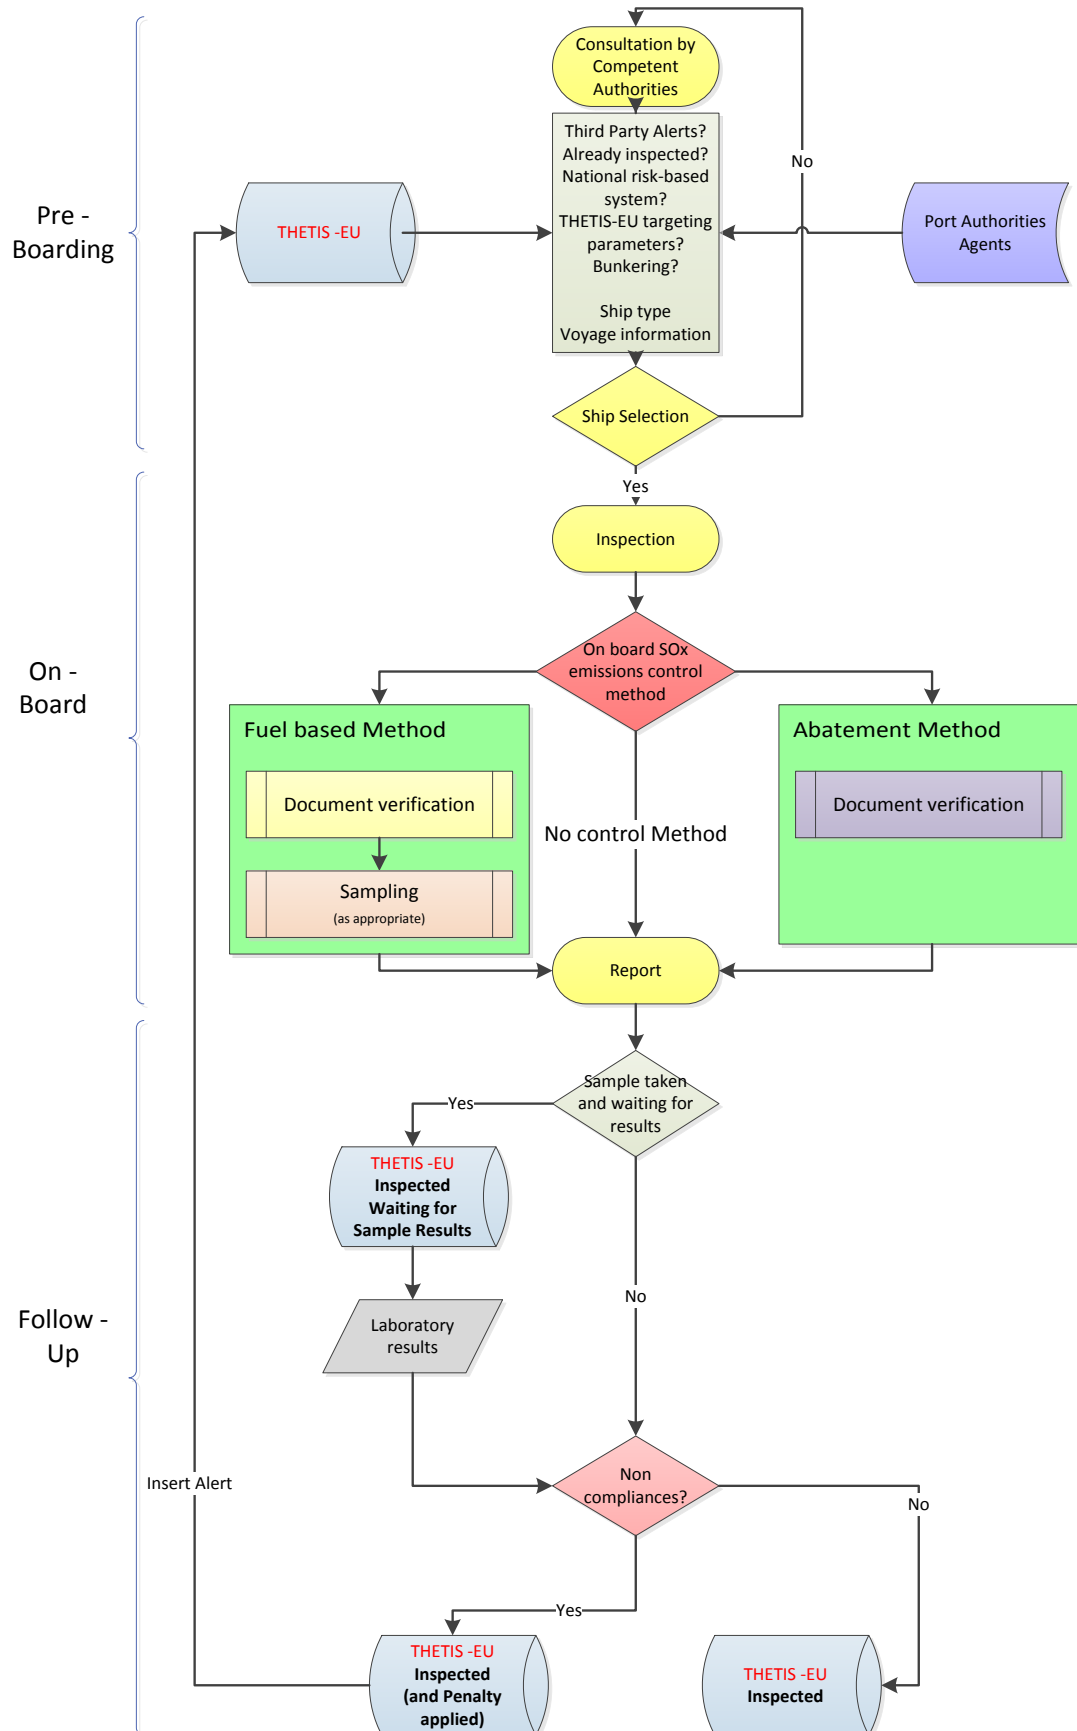 Consultation by
Competent
Authorities
Third Party Alerts?
Already inspected?
National risk-based
system?
THETIS-EU targeting
parameters?
Bunkering?
Ship type
Voyage information
No
Pre -
Boarding
THETIS -EU
Port Authorities
Agents
Ship Selection
Yes
Inspection
On -
Board
On board SOx
emissions control
method
Fuel based Method
Document verification
Sampling
(as appropriate)
No control Method
Abatement Method
Document verification
Report
Sample taken
and waiting for
results
Yes
THETIS -EU
Inspected
Waiting for
Sample Results
No
Follow -
Up
Laboratory
results
Non
compliances?
Insert Alert
No
Yes
THETIS -EU
Inspected
(and Penalty
applied)
THETIS -EU
Inspected